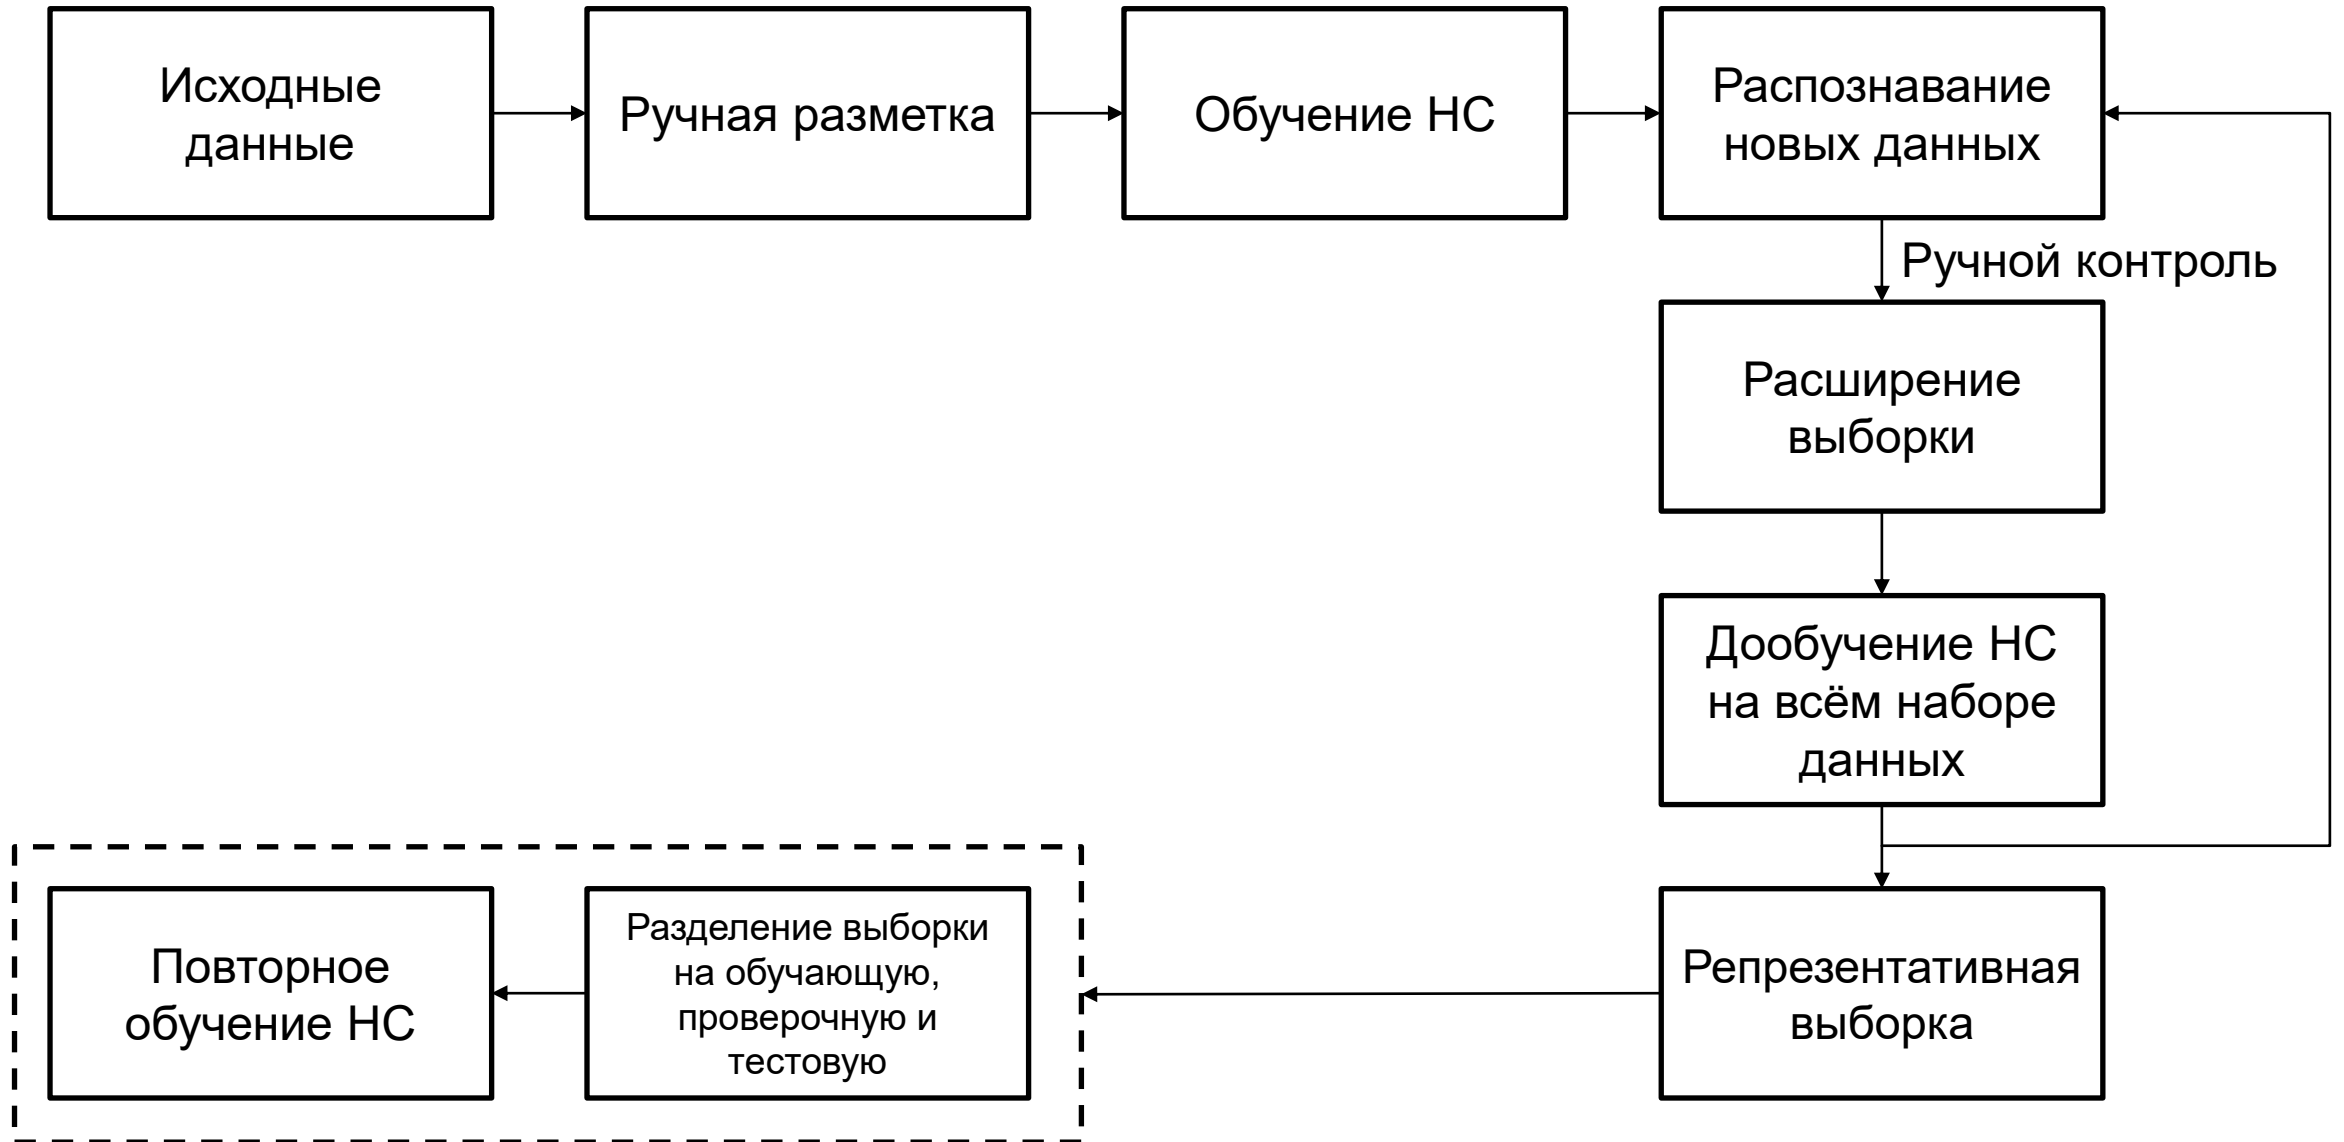 Исходные
данные
Ручная разметка
Обучение НС
Распознавание
новых данных
Ручной контроль
Расширение
выборки
Дообучение НС
на всём наборе
данных
Репрезентативная
выборка
Разделение выборки
на обучающую,
проверочную и
тестовую
Повторное
обучение НС